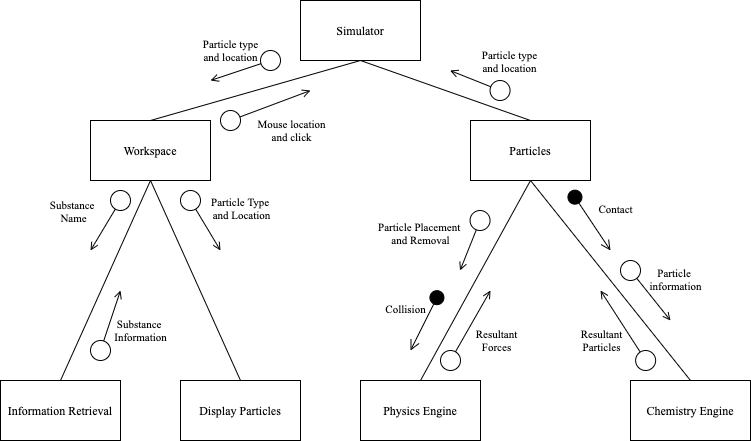 Simulator
Particle type
and location
Particle type
and location
Mouse location
and click
Workspace
Particles
Substance
Name
Particle Type
and Location
Contact
Particle Placement
and Removal
Particle
information
Collision
Substance
Information
Resultant
Forces
Resultant
Particles
Information Retrieval
Display Particles
Physics Engine
Chemistry Engine